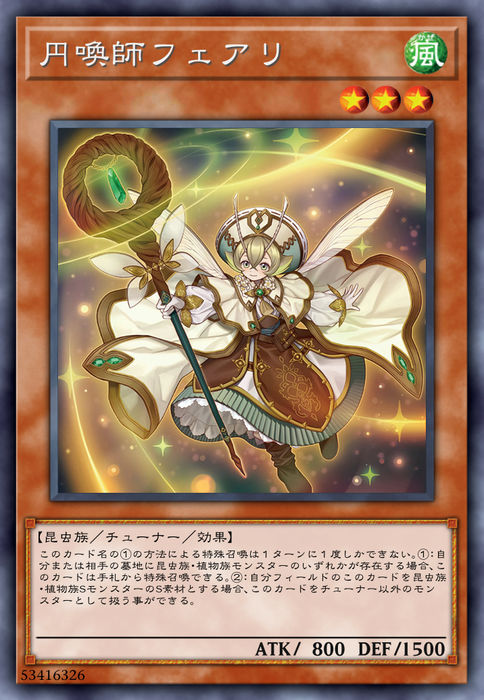 円喚師フェアリ
かぜ
風
【昆虫族／チューナー／効果】
このカード名の①の方法による特殊召喚は１ターンに１度しかできない。①：自
分または相手の墓地に昆虫族・植物族モンスターのいずれかが存在する場合、こ
のカードは手札から特殊召喚できる。②：自分フィールドのこのカードを昆虫族
・植物族SモンスターのS素材とする場合、このカードをチューナー以外のモン
スターとして扱う事ができる。
ATK/ 800 DEF/1500
53416326